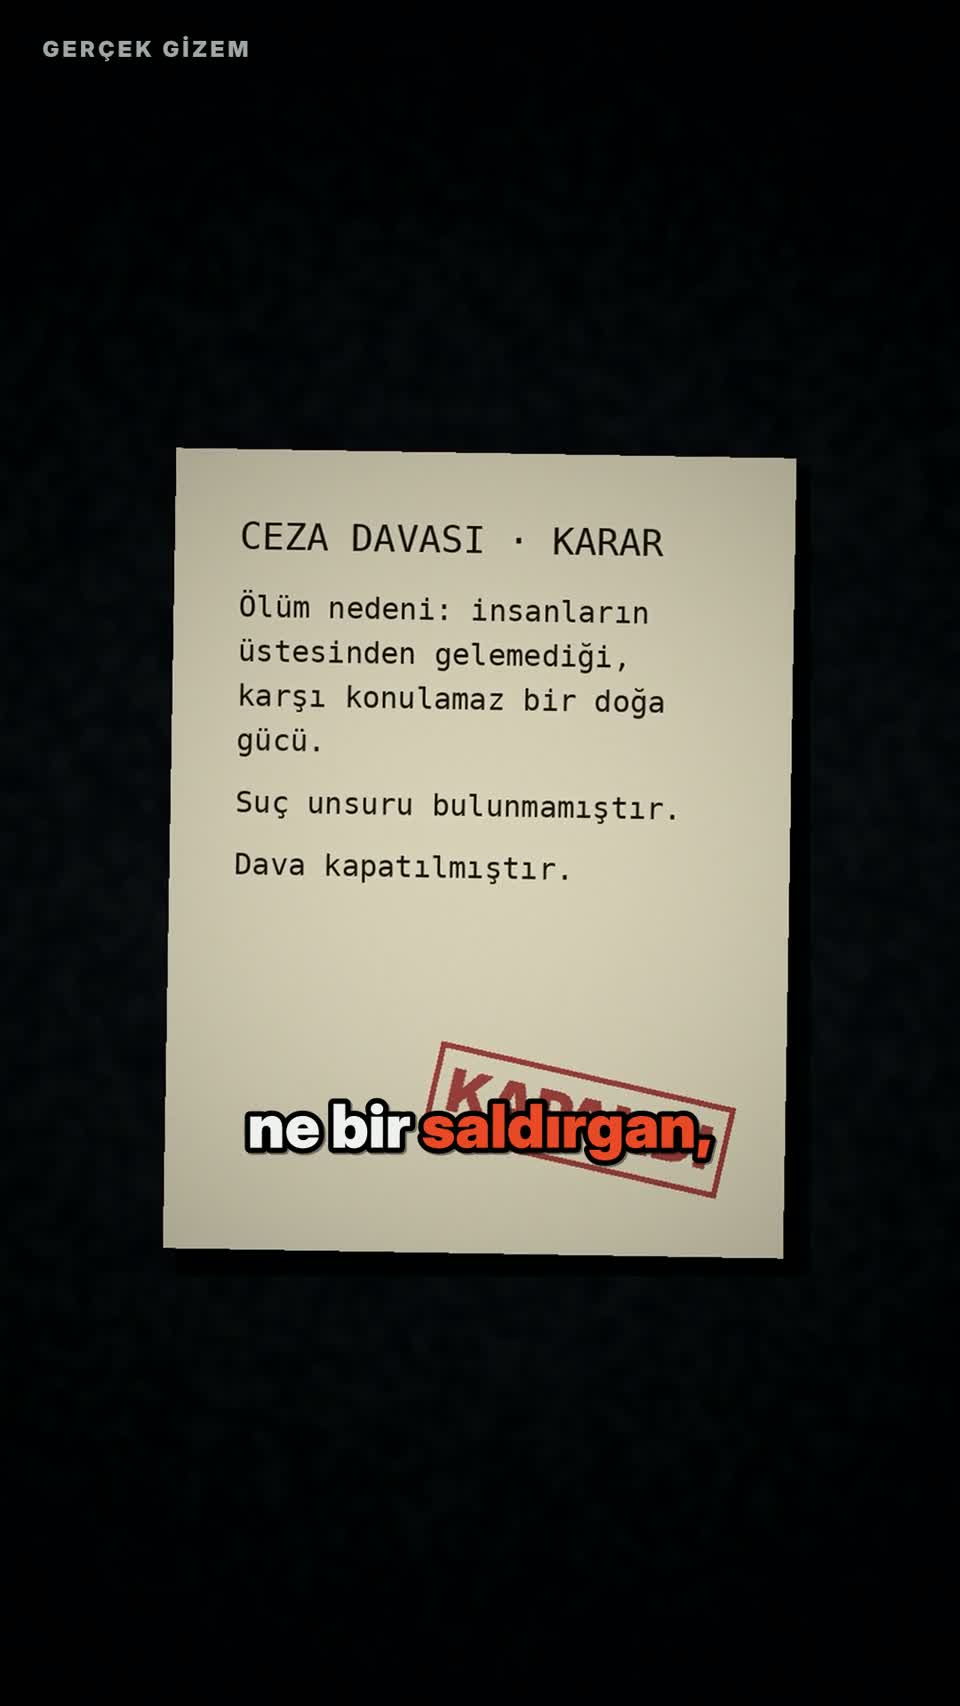 GERÇEK GİZEM
CEZA DAVASI · KARAR
Ölüm nedeni: insanların
üstesinden gelemediği,
karşı konulamaz bir doğa
gücü.
Suç unsuru bulunmamıştır.
Dava kapatılmıştır.
ne bir saldırgan,